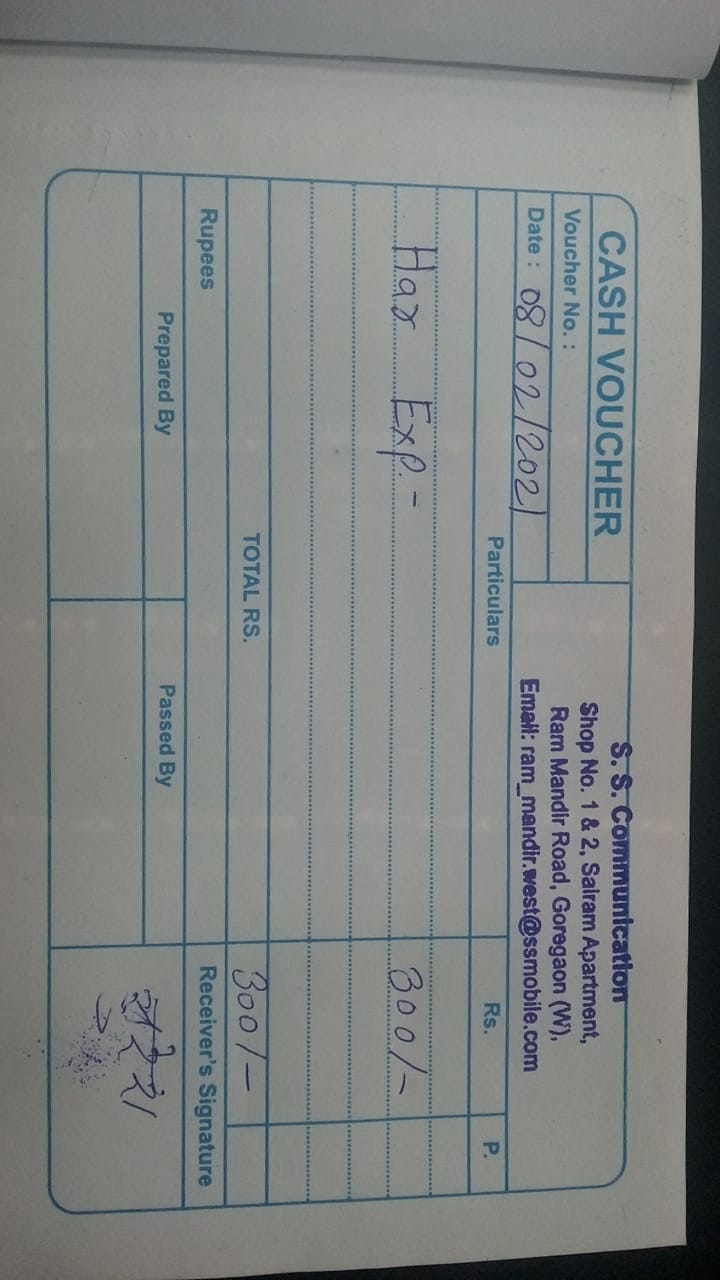 CASH VOUCHER
Voucher No. :
Date : 08/02/2021
S. S. Communication
Shop No. 1 & 2, Sairam Apartment,
Ram Mandir Road, Goregaon (W),
Email: ram_mandir.west@ssmobile.com
Particulars Rs. P.
Har Exp. - 300/-
TOTAL RS. 300/-
Rupees
Prepared By Passed By Receiver's Signature